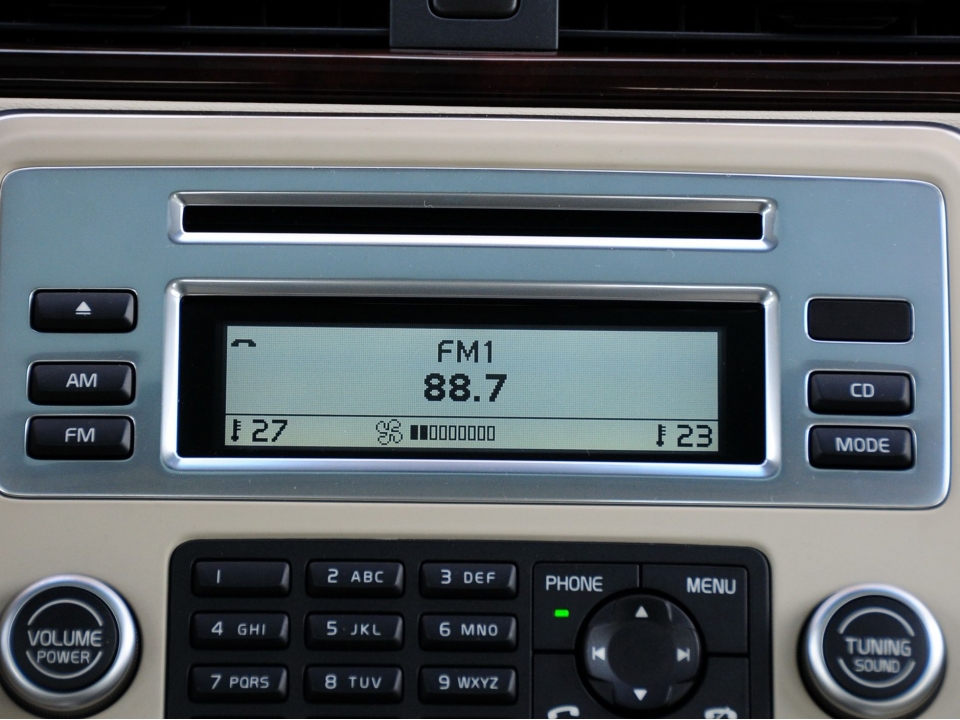 FM1
88.7
27
23
AM
FM
CD
MODE
1
2 ABC
3 DEF
PHONE
MENU
4 GHI
5 JKL
6 MNO
VOLUME
POWER
TUNING
SOUND
7 PQRS
8 TUV
9 WXYZ